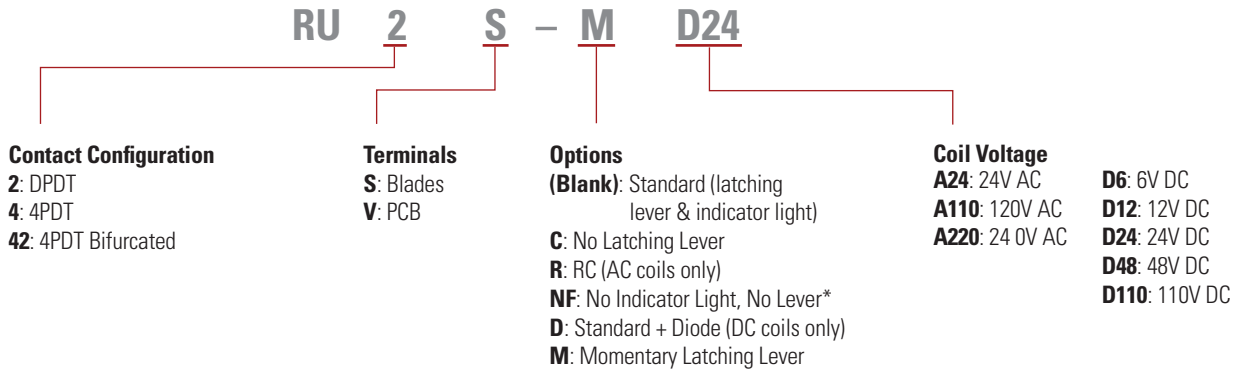 RU 2 S – M D24
Contact Configuration
2: DPDT
4: 4PDT
42: 4PDT Bifurcated
Terminals
S: Blades
V: PCB
Options
(Blank): Standard (latching
lever & indicator light)
C: No Latching Lever
R: RC (AC coils only)
NF: No Indicator Light, No Lever*
D: Standard + Diode (DC coils only)
M: Momentary Latching Lever
Coil Voltage
A24: 24V AC
A110: 120V AC
A220: 24 0V AC
D6: 6V DC
D12: 12V DC
D24: 24V DC
D48: 48V DC
D110: 110V DC